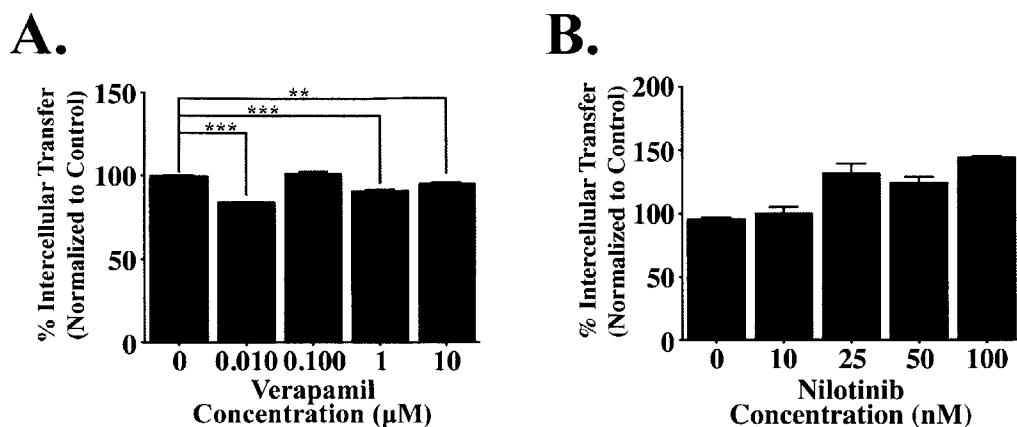 A.
% Intercellular Transfer
(Normalized to Control)
150
100
50
0
**
***
***
0 0.010 0.100 1 10
Verapamil
Concentration (µM)
B.
% Intercellular Transfer
(Normalized to Control)
200
150
100
50
0
0 10 25 50 100
Nilotinib
Concentration (nM)